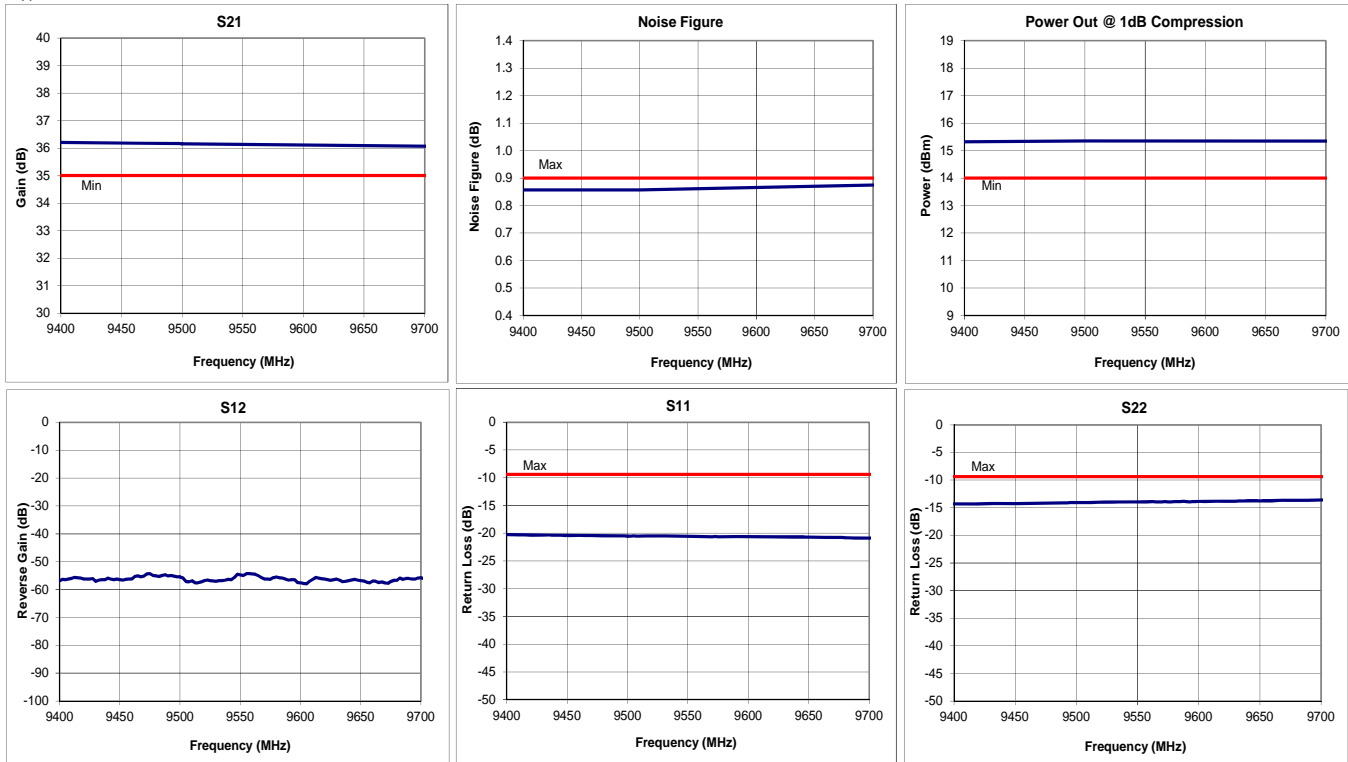 S21
Gain (dB)
40
39
38
37
36
35
34
33
32
31
30
Min
9400 9450 9500 9550 9600 9650 9700
Frequency (MHz)
Noise Figure
Noise Figure (dB)
1.4
1.3
1.2
1.1
1.0
0.9
0.8
0.7
0.6
0.5
0.4
Max
9400 9450 9500 9550 9600 9650 9700
Frequency (MHz)
Power Out @ 1dB Compression
Power (dBm)
19
18
17
16
15
14
13
12
11
10
9
Min
9400 9450 9500 9550 9600 9650 9700
Frequency (MHz)
S12
Reverse Gain (dB)
0
-10
-20
-30
-40
-50
-60
-70
-80
-90
-100
9400 9450 9500 9550 9600 9650 9700
Frequency (MHz)
S11
Return Loss (dB)
0
-5
-10
-15
-20
-25
-30
-35
-40
-45
-50
Max
9400 9450 9500 9550 9600 9650 9700
Frequency (MHz)
S22
Return Loss (dB)
0
-5
-10
-15
-20
-25
-30
-35
-40
-45
-50
Max
9400 9450 9500 9550 9600 9650 9700
Frequency (MHz)